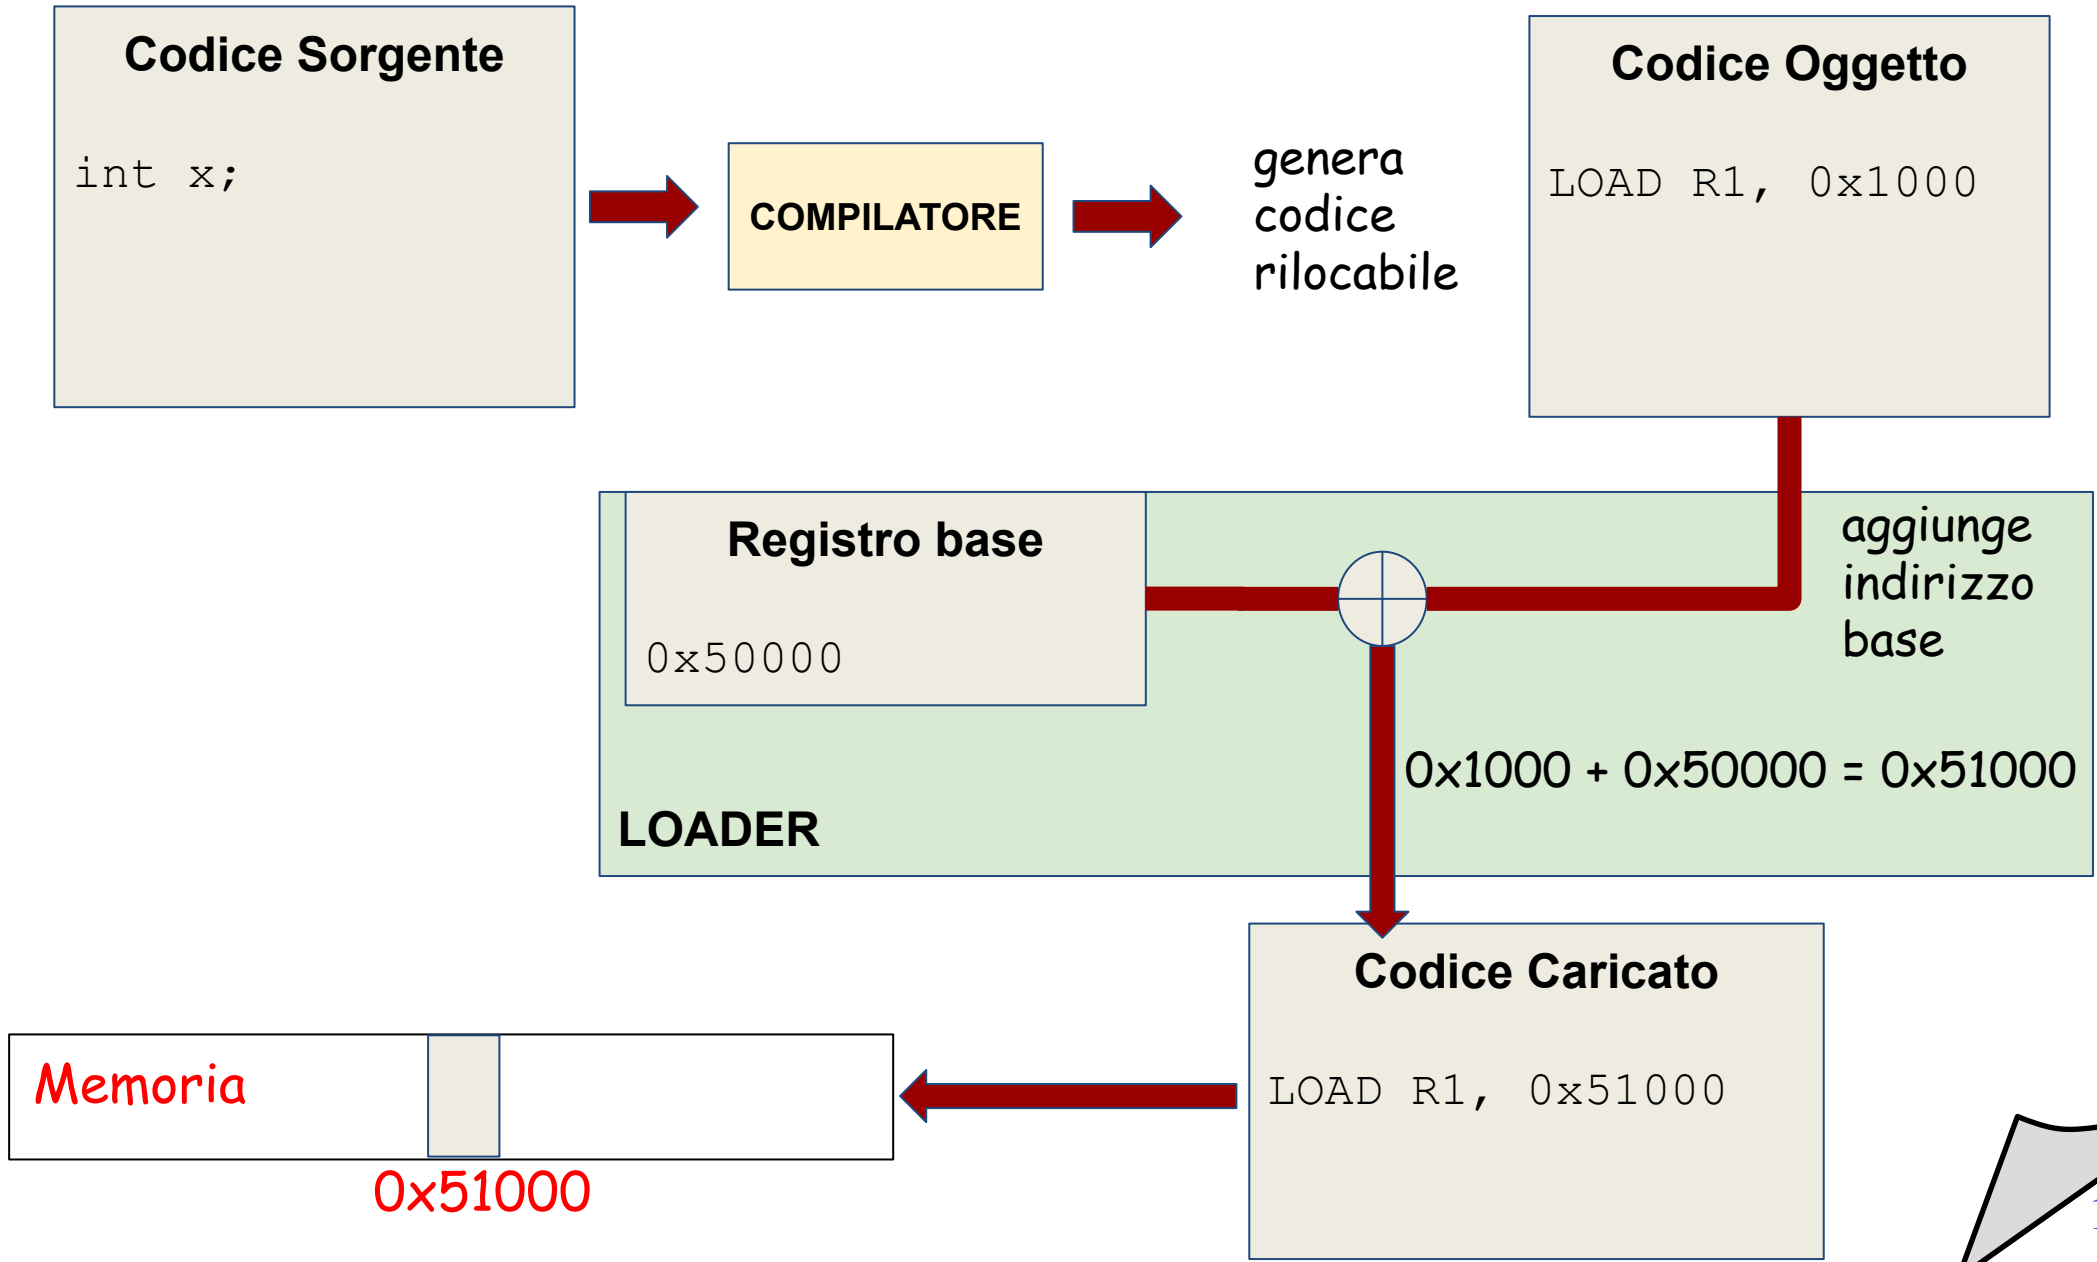 Codice Sorgente
int x;
COMPILATORE
genera
codice
rilocabile
Codice Oggetto
LOAD R1, 0x1000
Registro base
0x50000
aggiunge
indirizzo
base
0x1000 + 0x50000 = 0x51000
LOADER
Codice Caricato
LOAD R1, 0x51000
Memoria
0x51000